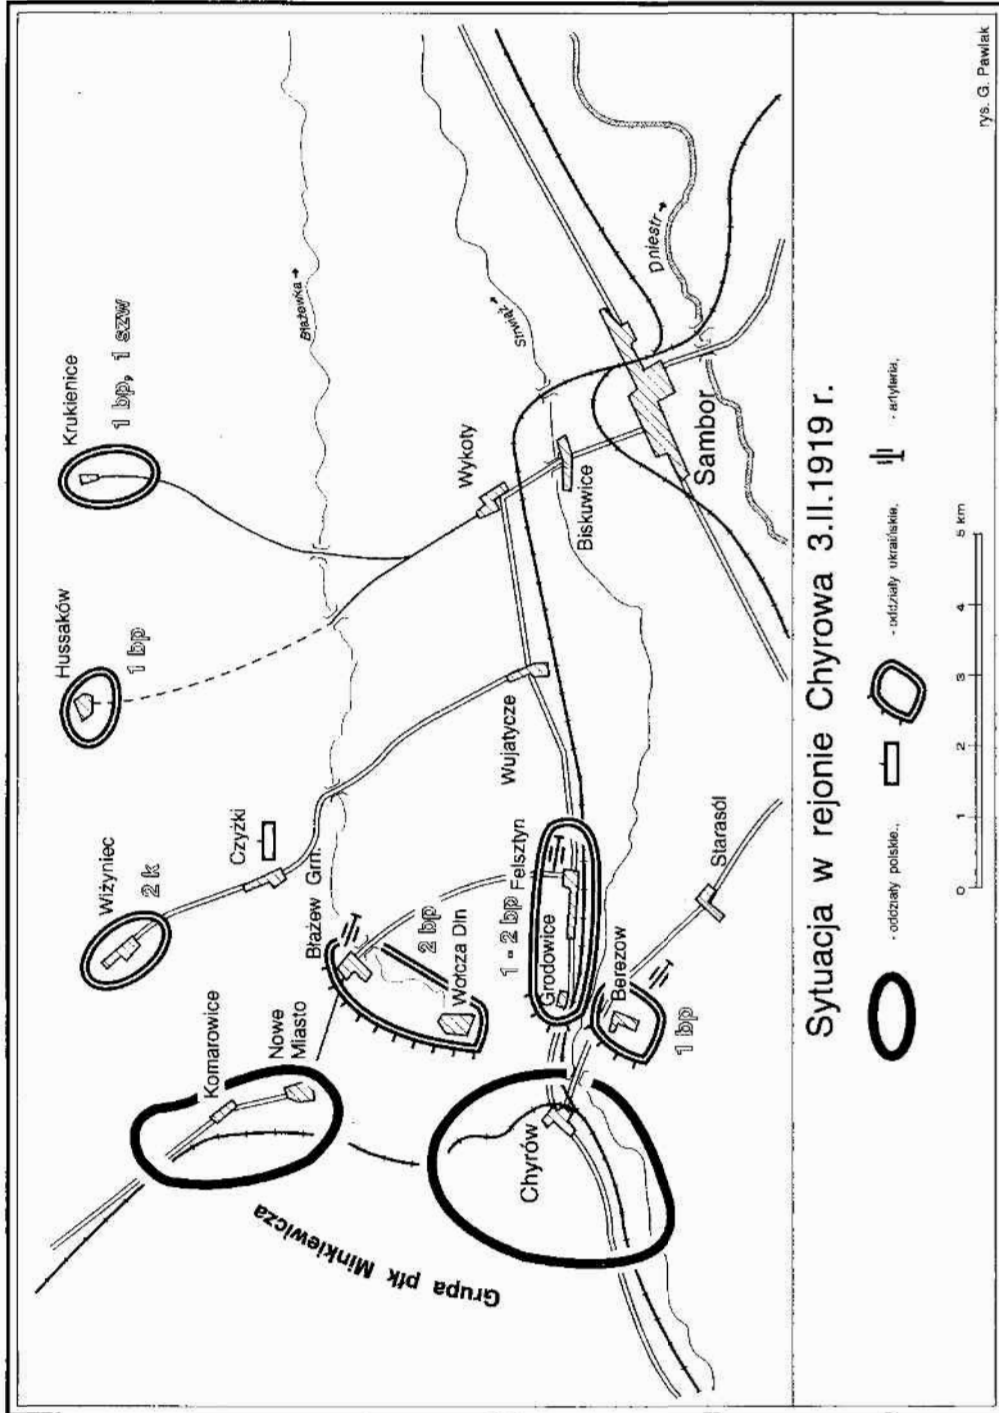 Krukienice
1 bp, 1 szw
Hussaków
1 bp
Wiżyniec
2 k
Czyżki
Komarowice
Nowe
Miasto
Błażew Grn.
2 bp
Wołcza Dln
Błażewka
Strwiąż
Wykoty
Biskuwice
Wujatycze
Felsztyn
1 - 2 bp
Grodowice
Berezow
1 bp
Starasól
Sambor
Dniestr
Chyrów
Grupa płk Minkiewicza
Sytuacja w rejonie Chyrowa 3.II.1919 r.
- oddziały polskie.,
- oddziały ukraińskie,
- artyleria,
0 1 2 3 4 5 km
rys. G. Pawlak